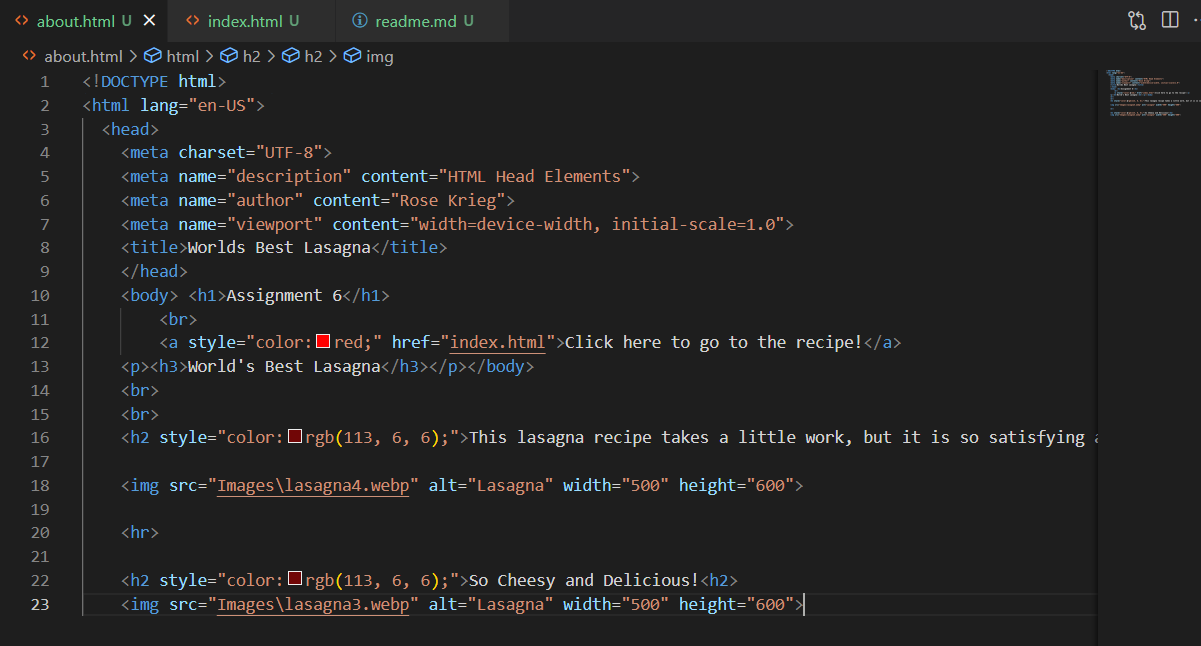 about.html U index.html U readme.md U
about.html > html > h2 > h2 > img
1 <!DOCTYPE html>
2 <html lang="en-US">
3 <head>
4 <meta charset="UTF-8">
5 <meta name="description" content="HTML Head Elements">
6 <meta name="author" content="Rose Krieg">
7 <meta name="viewport" content="width=device-width, initial-scale=1.0">
8 <title>Worlds Best Lasagna</title>
9 </head>
10 <body> <h1>Assignment 6</h1>
11 <br>
12 <a style="color:red;" href="index.html">Click here to go to the recipe!</a>
13 <p><h3>World's Best Lasagna</h3></p></body>
14 <br>
15 <br>
16 <h2 style="color:rgb(113, 6, 6);">This lasagna recipe takes a little work, but it is so satisfying
17
18 <img src="Images\lasagna4.webp" alt="Lasagna" width="500" height="600">
19
20 <hr>
21
22 <h2 style="color:rgb(113, 6, 6);">So Cheesy and Delicious!<h2>
23 <img src="Images\lasagna3.webp" alt="Lasagna" width="500" height="600">